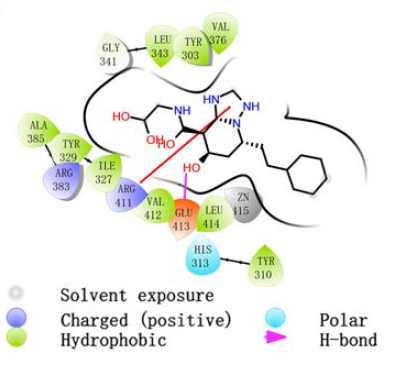 VAL
376
LEU
343
TYR
303
GLY
341
HN
NH
N
NH
HO
OH
HO
HO
ALA
385
TYR
329
ARG
383
ILE
327
ARG
411
VAL
412
GLU
413
LEU
414
ZN
415
HIS
313
TYR
310
Solvent exposure
Charged (positive)
Polar
Hydrophobic
H-bond